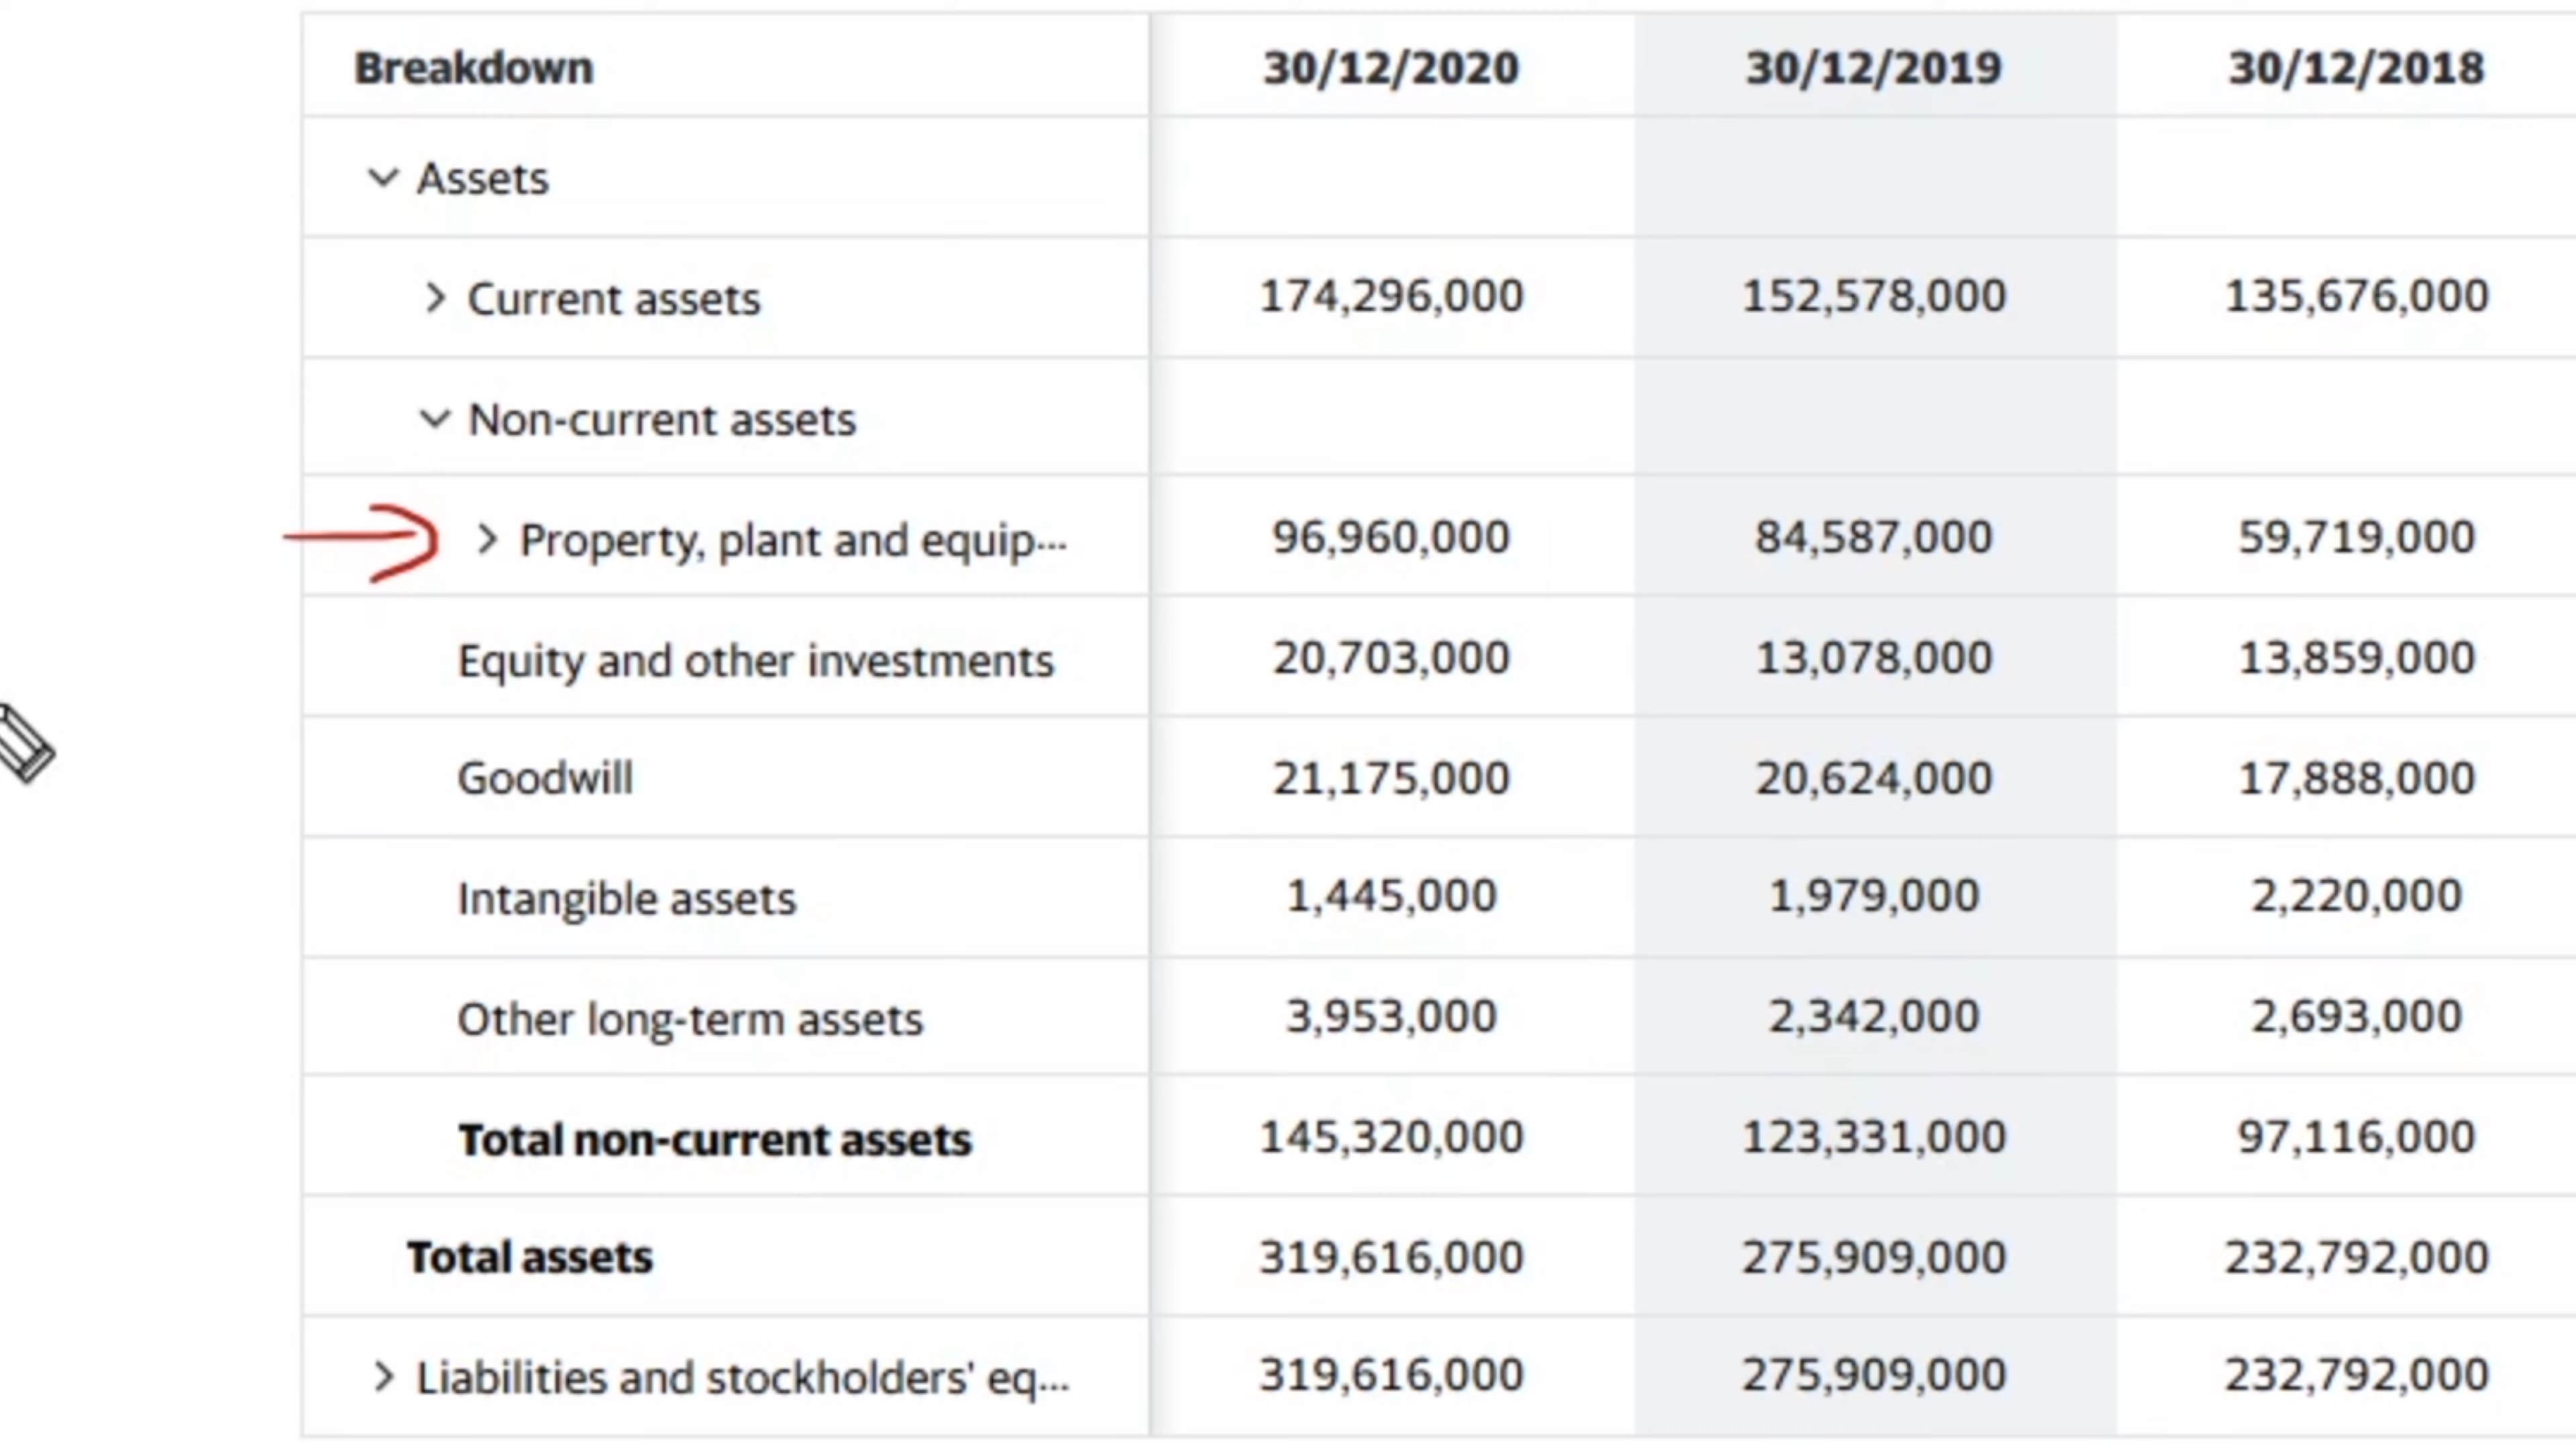 Breakdown 30/12/2020 30/12/2019 30/12/2018
Assets
Current assets 174,296,000 152,578,000 135,676,000
Non-current assets
Property, plant and equip... 96,960,000 84,587,000 59,719,000
Equity and other investments 20,703,000 13,078,000 13,859,000
Goodwill 21,175,000 20,624,000 17,888,000
Intangible assets 1,445,000 1,979,000 2,220,000
Other long-term assets 3,953,000 2,342,000 2,693,000
Total non-current assets 145,320,000 123,331,000 97,116,000
Total assets 319,616,000 275,909,000 232,792,000
Liabilities and stockholders' eq... 319,616,000 275,909,000 232,792,000